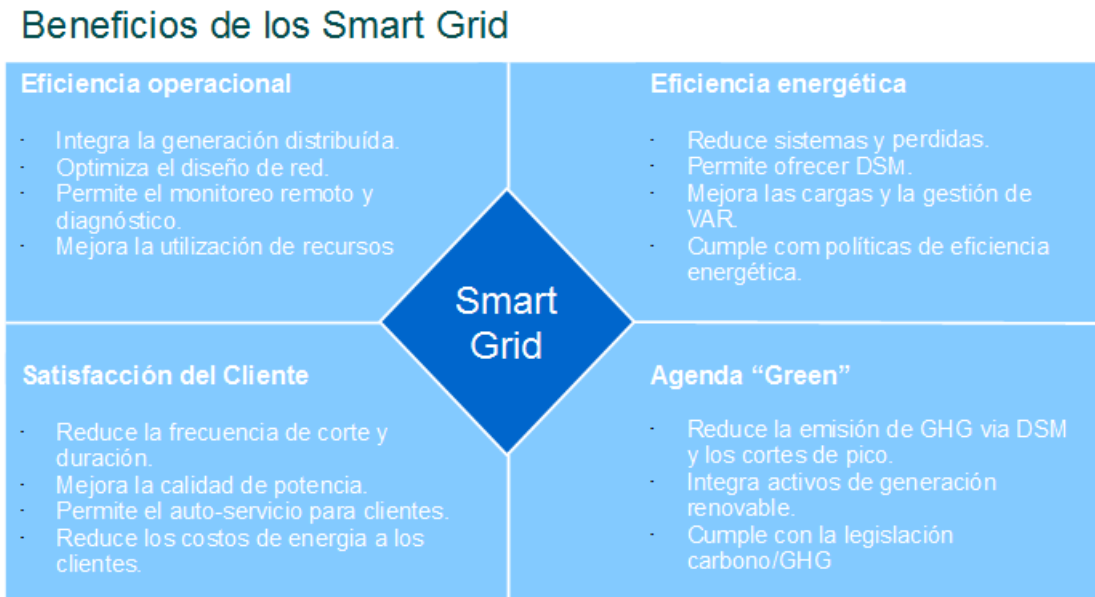 Beneficios de los Smart Grid
Eficiencia operacional
- Integra la generación distribuída.
- Optimiza el diseño de red.
- Permite el monitoreo remoto y
diagnóstico.
- Mejora la utilización de recursos
Eficiencia energética
- Reduce sistemas y perdidas.
- Permite ofrecer DSM.
- Mejora las cargas y la gestión de
VAR.
- Cumple com políticas de eficiencia
energética.
Smart
Grid
Satisfacción del Cliente
- Reduce la frecuencia de corte y
duración.
- Mejora la calidad de potencia.
- Permite el auto-servicio para clientes.
- Reduce los costos de energia a los
clientes.
Agenda “Green”
- Reduce la emisión de GHG via DSM
y los cortes de pico.
- Integra activos de generación
renovable.
- Cumple con la legislación
carbono/GHG